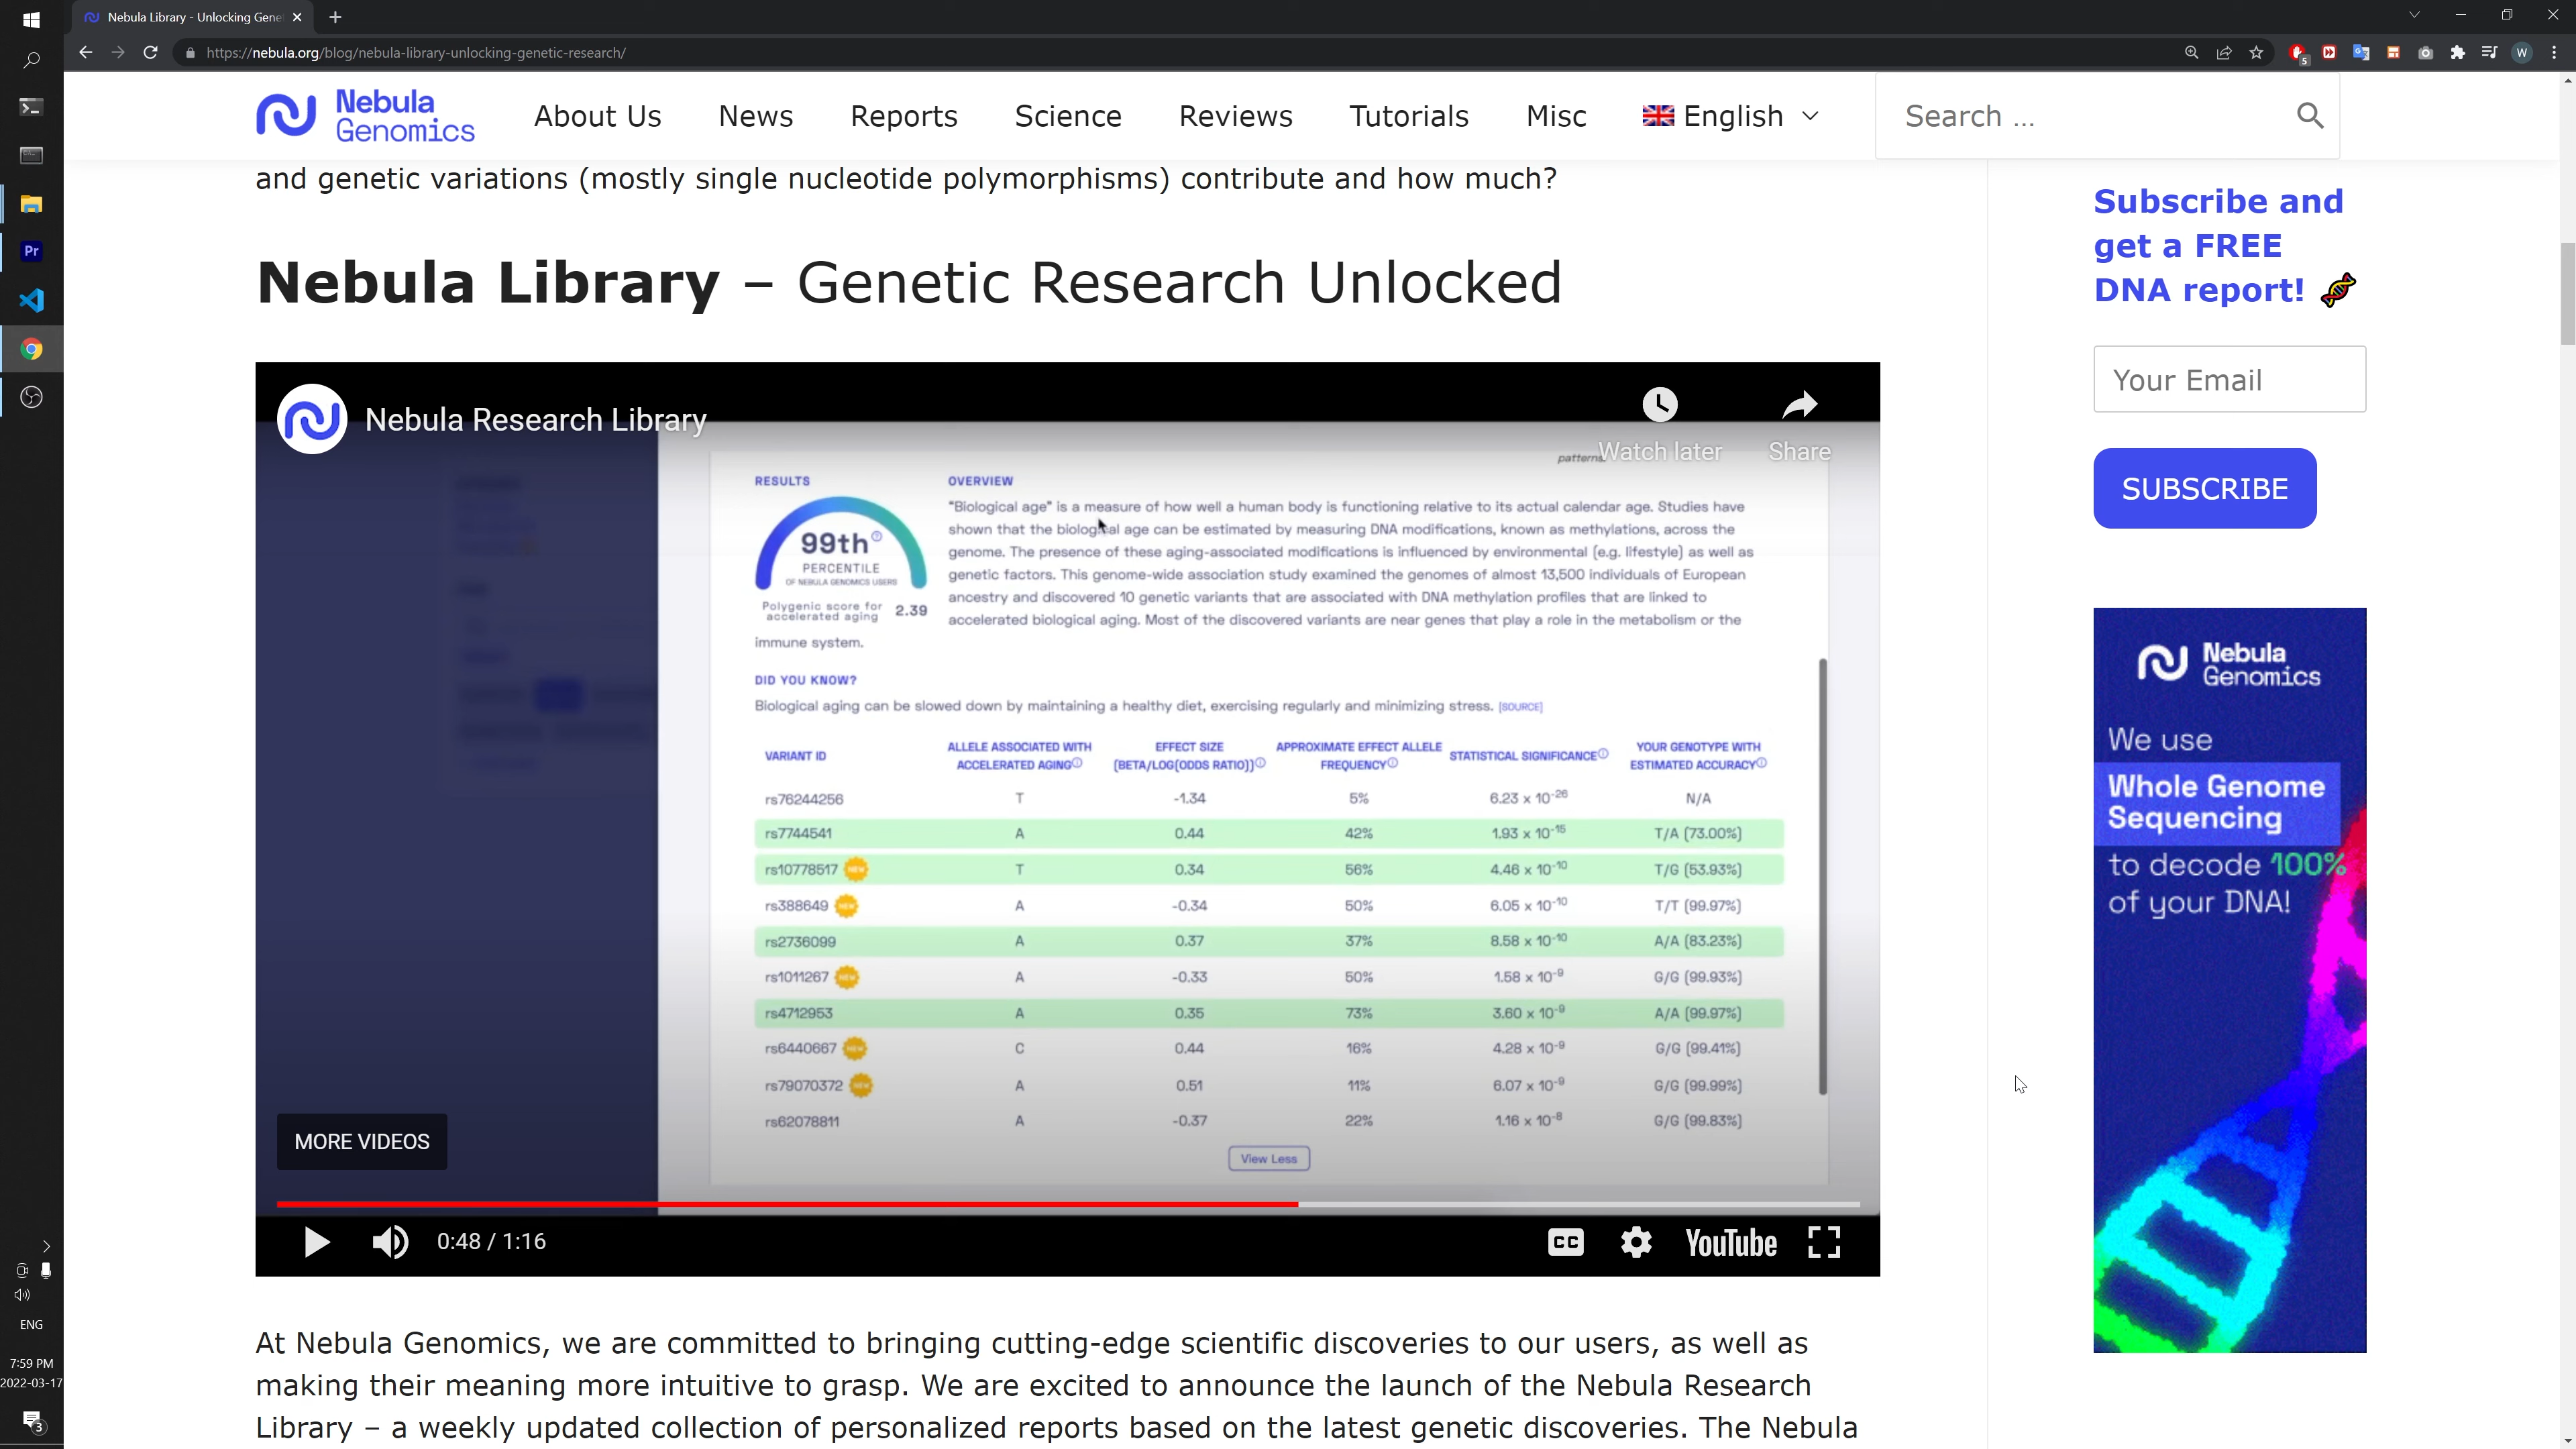 Nebula Library - Unlocking Gene
https://nebula.org/blog/nebula-library-unlocking-genetic-research/
5
W
Nebula
Genomics
About Us
News
Reports
Science
Reviews
Tutorials
Misc
English
Search ...
and genetic variations (mostly single nucleotide polymorphisms) contribute and how much?
Nebula Library – Genetic Research Unlocked
Nebula Research Library
Watch later
Share
patterns.
RESULTS
99th
PERCENTILE
OF NEBULA GENOMICS USERS
Polygenic score for
accelerated aging
2.39
OVERVIEW
"Biological age" is a measure of how well a human body is functioning relative to its actual calendar age. Studies have
shown that the biological age can be estimated by measuring DNA modifications, known as methylations, across the
genome. The presence of these aging-associated modifications is influenced by environmental (e.g. lifestyle) as well as
genetic factors. This genome-wide association study examined the genomes of almost 13,500 individuals of European
ancestry and discovered 10 genetic variants that are associated with DNA methylation profiles that are linked to
accelerated biological aging. Most of the discovered variants are near genes that play a role in the metabolism or the
immune system.
DID YOU KNOW?
Biological aging can be slowed down by maintaining a healthy diet, exercising regularly and minimizing stress. [SOURCE]
VARIANT ID
ALLELE ASSOCIATED WITH
ACCELERATED AGING
EFFECT SIZE
(BETA/LOG(ODDS RATIO))
APPROXIMATE EFFECT ALLELE
FREQUENCY
STATISTICAL SIGNIFICANCE
YOUR GENOTYPE WITH
ESTIMATED ACCURACY
rs76244256 T -1.34 5% 6.23 x 10⁻²⁶ N/A
rs7744541 A 0.44 42% 1.93 x 10⁻¹⁵ T/A (73.00%)
rs10778517 NEW T 0.34 56% 4.46 x 10⁻¹⁰ T/G (53.93%)
rs388649 NEW A -0.34 50% 6.05 x 10⁻¹⁰ T/T (99.97%)
rs2736099 A 0.37 37% 8.58 x 10⁻¹⁰ A/A (83.23%)
rs1011267 NEW A -0.33 50% 1.58 x 10⁻⁹ G/G (99.93%)
rs4712953 A 0.35 73% 3.60 x 10⁻⁹ A/A (99.97%)
rs6440667 NEW C 0.44 16% 4.28 x 10⁻⁹ G/G (99.41%)
rs79070372 NEW A 0.51 11% 6.07 x 10⁻⁹ G/G (99.99%)
rs62078811 A -0.37 22% 1.16 x 10⁻⁸ G/G (99.83%)
View Less
MORE VIDEOS
0:48 / 1:16
CC
YouTube
At Nebula Genomics, we are committed to bringing cutting-edge scientific discoveries to our users, as well as
making their meaning more intuitive to grasp. We are excited to announce the launch of the Nebula Research
Library – a weekly updated collection of personalized reports based on the latest genetic discoveries. The Nebula
Subscribe and
get a FREE
DNA report!
Your Email
SUBSCRIBE
Nebula
Genomics
We use
Whole Genome
Sequencing
to decode 100%
of your DNA!
Pr
ENG
7:59 PM
2022-03-17
3